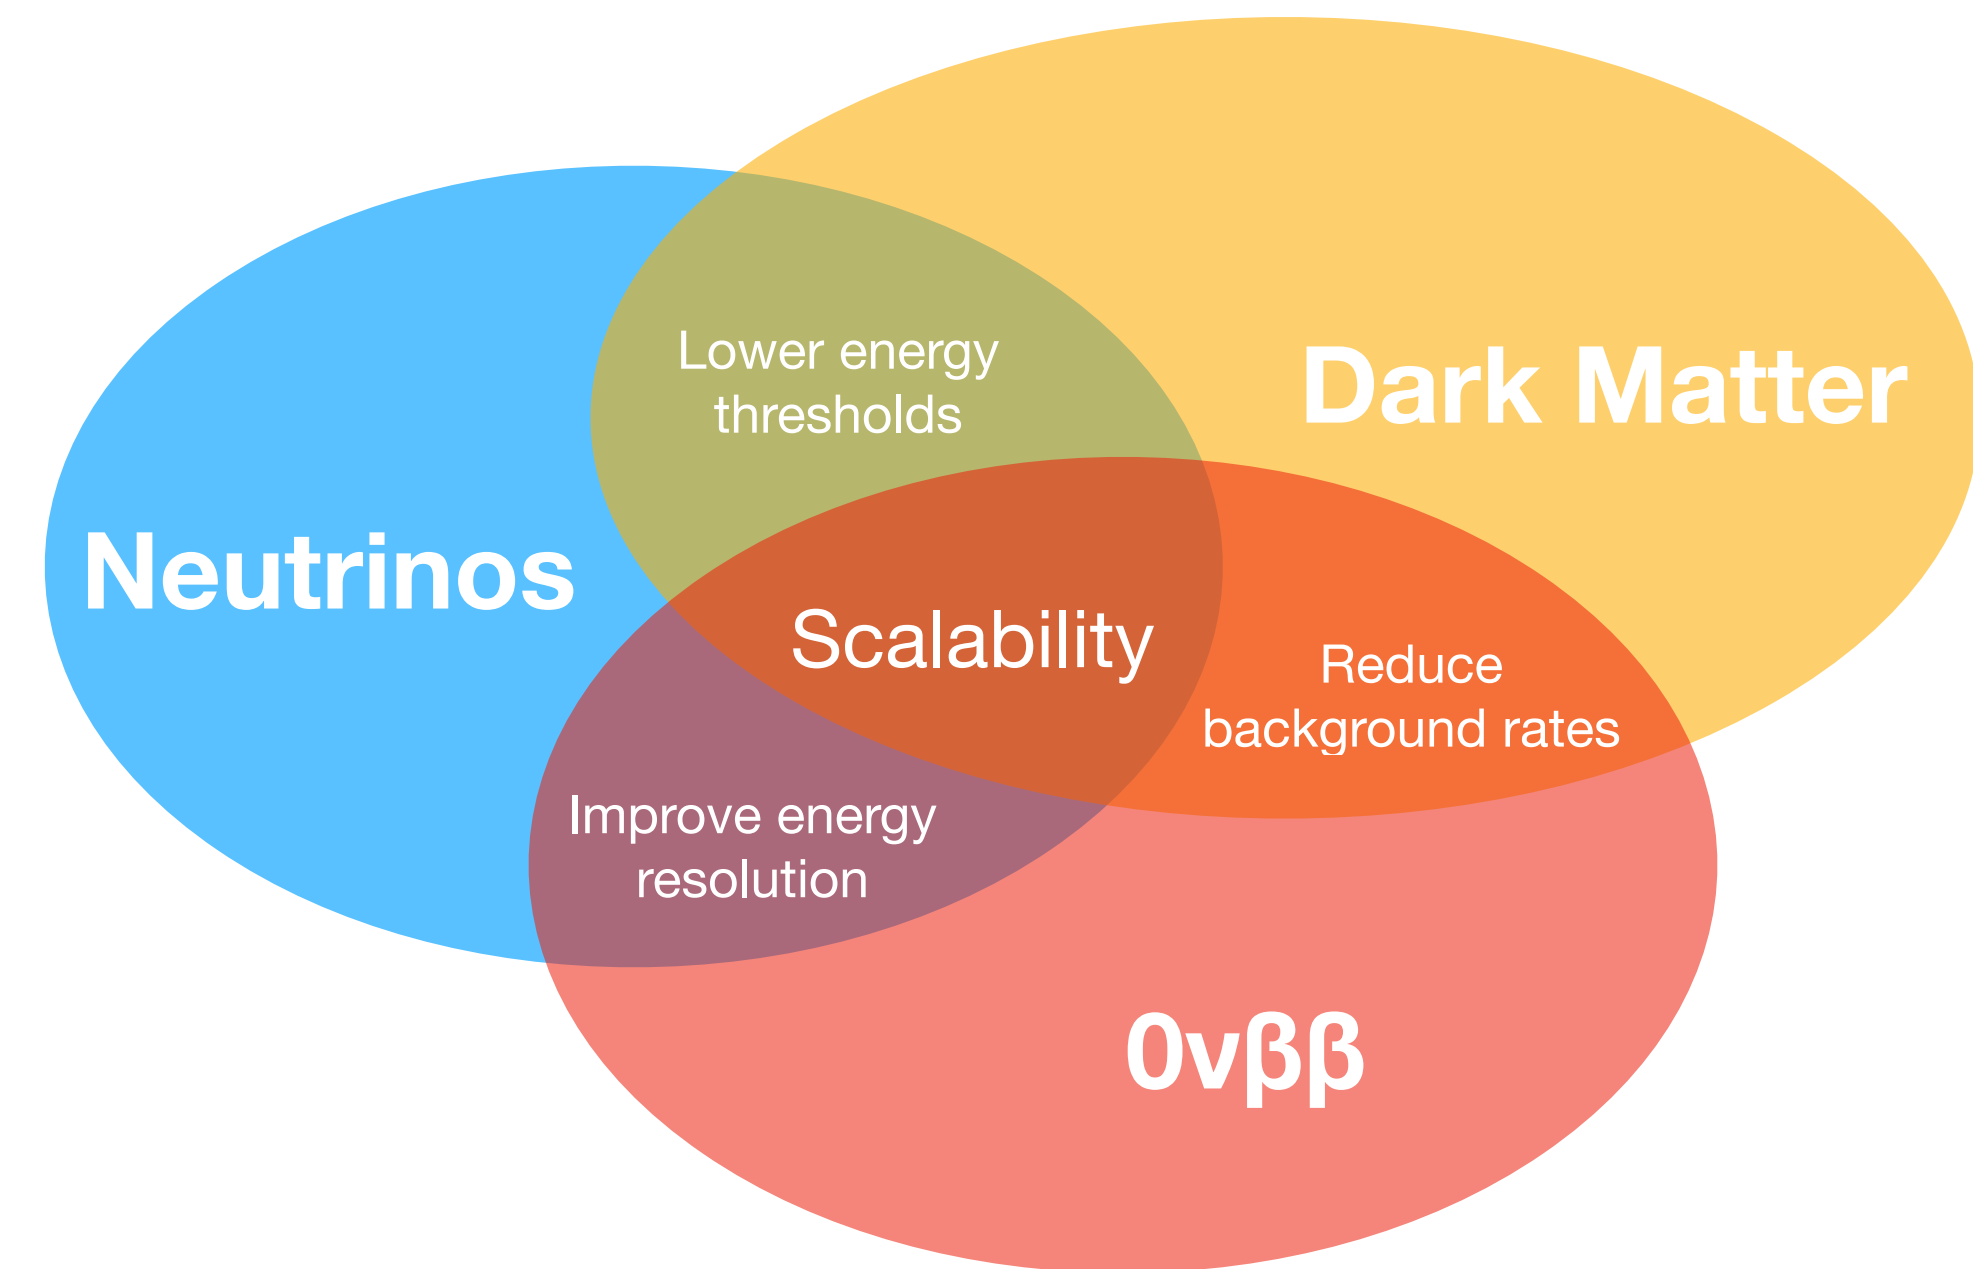 Lower energy
thresholds
Dark Matter
Neutrinos
Scalability
Reduce
background rates
Improve energy
resolution
0νββ